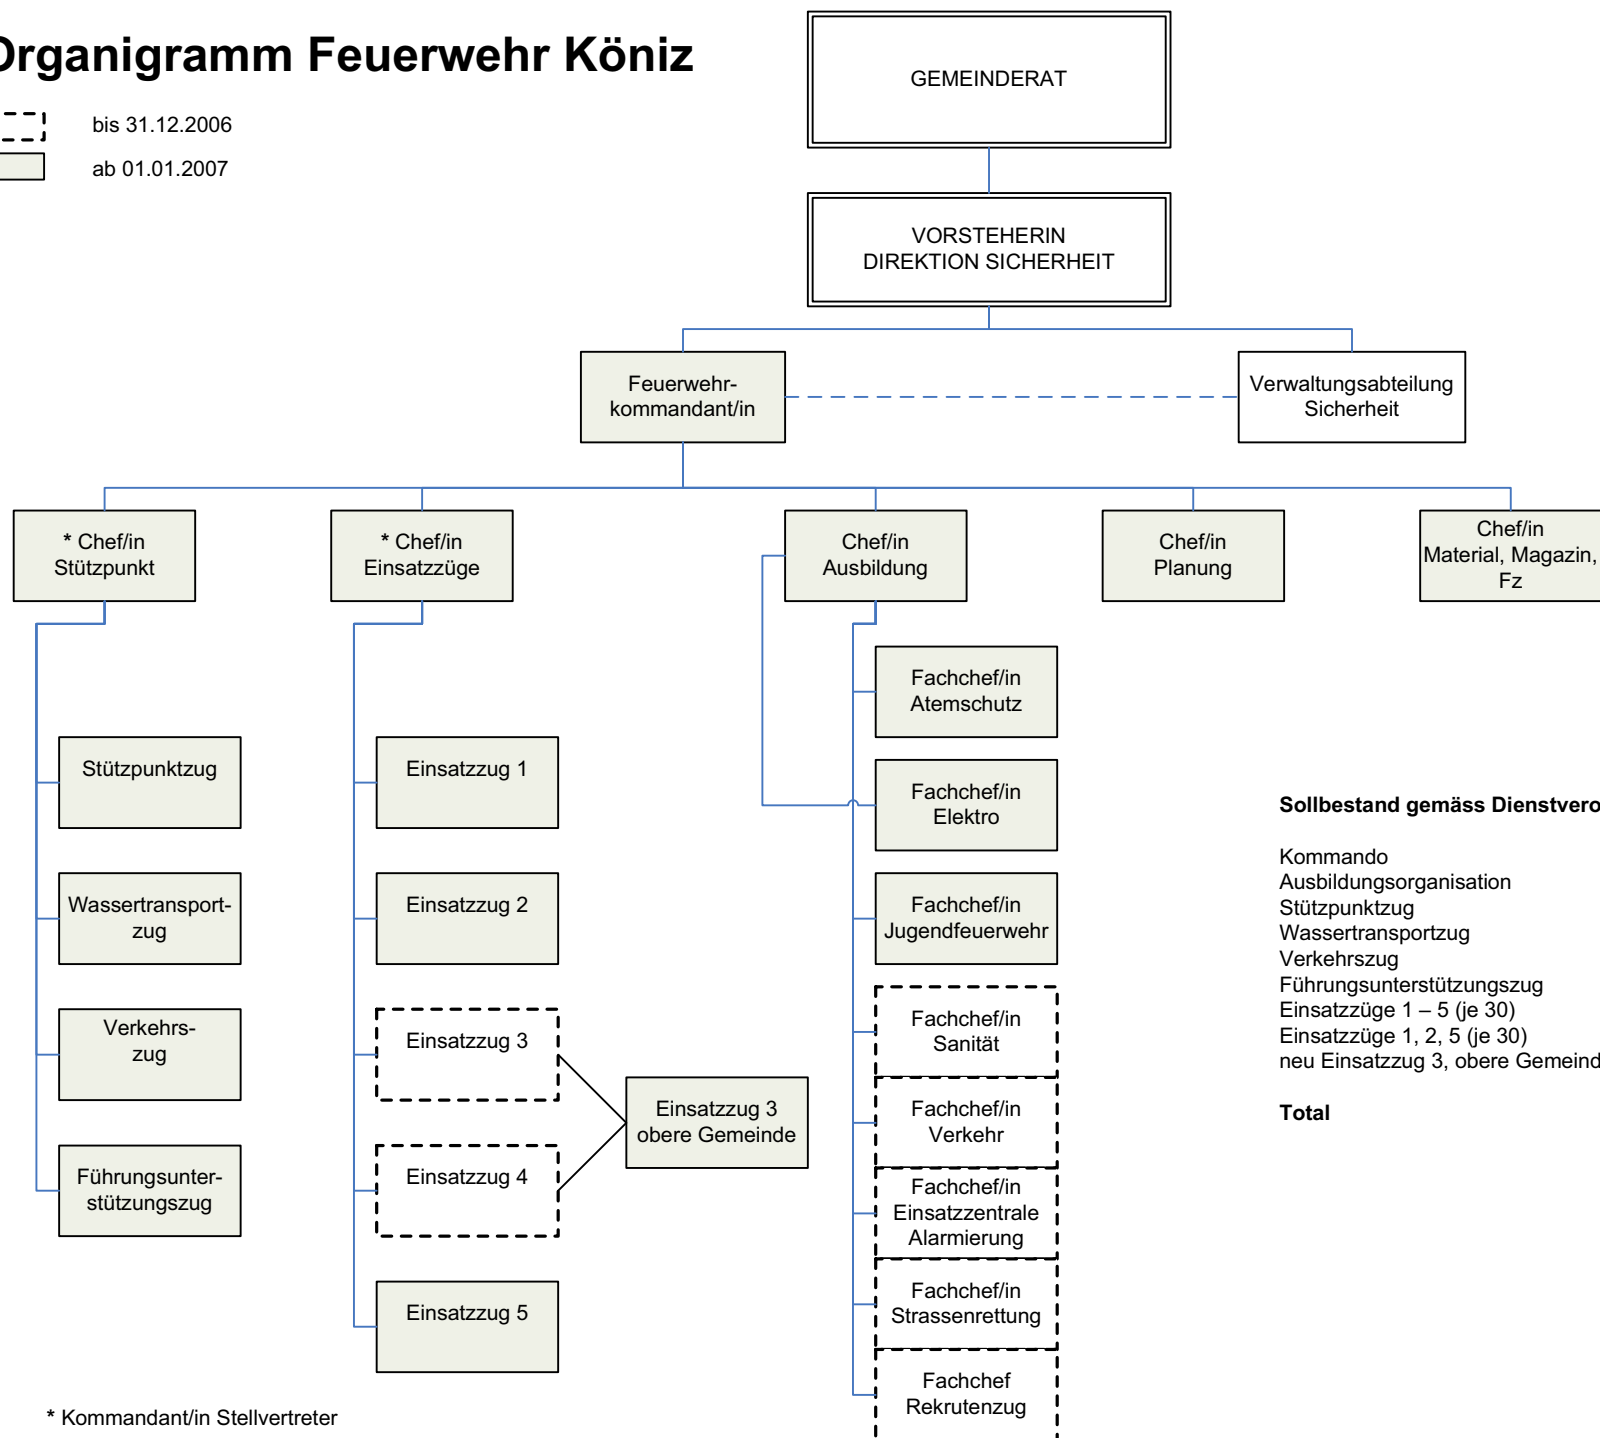 Organigramm Feuerwehr Köniz
bis 31.12.2006
ab 01.01.2007
GEMEINDERAT
VORSTEHERIN
DIREKTION SICHERHEIT
Feuerwehr-
kommandant/in
Verwaltungsabteilung
Sicherheit
* Chef/in
Stützpunkt
* Chef/in
Einsatzzüge
Chef/in
Ausbildung
Chef/in
Planung
Chef/in
Material, Magazin,
Fz
Stützpunktzug
Wassertransport-
zug
Verkehrs-
zug
Führungsunter-
stützungszug
Einsatzzug 1
Einsatzzug 2
Einsatzzug 3
Einsatzzug 4
Einsatzzug 5
Einsatzzug 3
obere Gemeinde
Fachchef/in
Atemschutz
Fachchef/in
Elektro
Fachchef/in
Jugendfeuerwehr
Fachchef/in
Sanität
Fachchef/in
Verkehr
Fachchef/in
Einsatzzentrale
Alarmierung
Fachchef/in
Strassenrettung
Fachchef
Rekrutenzug
Sollbestand gemäss Dienstvero
Kommando
Ausbildungsorganisation
Stützpunktzug
Wassertransportzug
Verkehrszug
Führungsunterstützungszug
Einsatzzüge 1 – 5 (je 30)
Einsatzzüge 1, 2, 5 (je 30)
neu Einsatzzug 3, obere Gemeind
Total
* Kommandant/in Stellvertreter